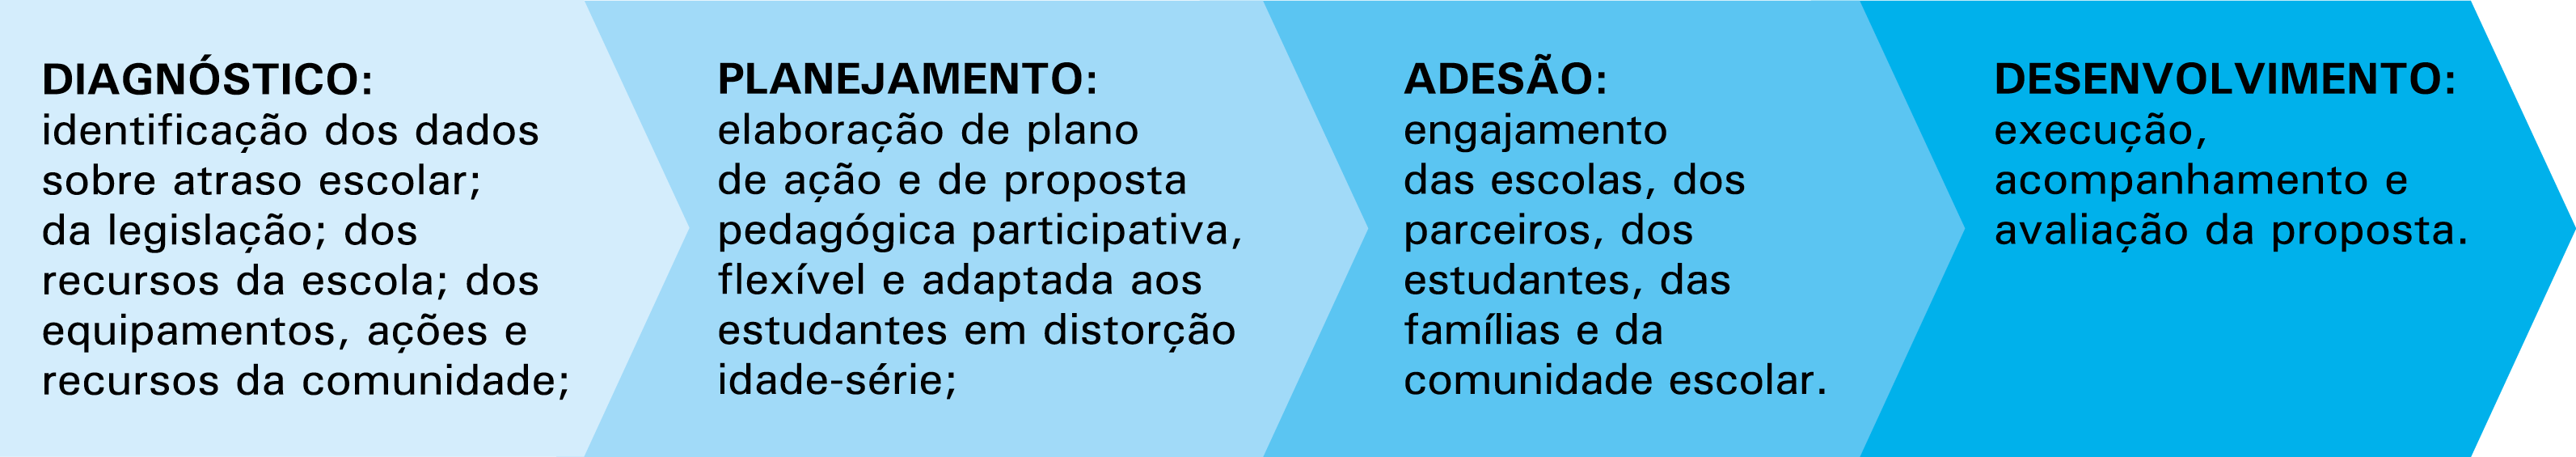 DIAGNÓSTICO:
identificação dos dados
sobre atraso escolar;
da legislação; dos
recursos da escola; dos
equipamentos, ações e
recursos da comunidade;
PLANEJAMENTO:
elaboração de plano
de ação e de proposta
pedagógica participativa,
flexível e adaptada aos
estudantes em distorção
idade-série;
ADESÃO:
engajamento
das escolas, dos
parceiros, dos
estudantes, das
famílias e da
comunidade escolar.
DESENVOLVIMENTO:
execução,
acompanhamento e
avaliação da proposta.